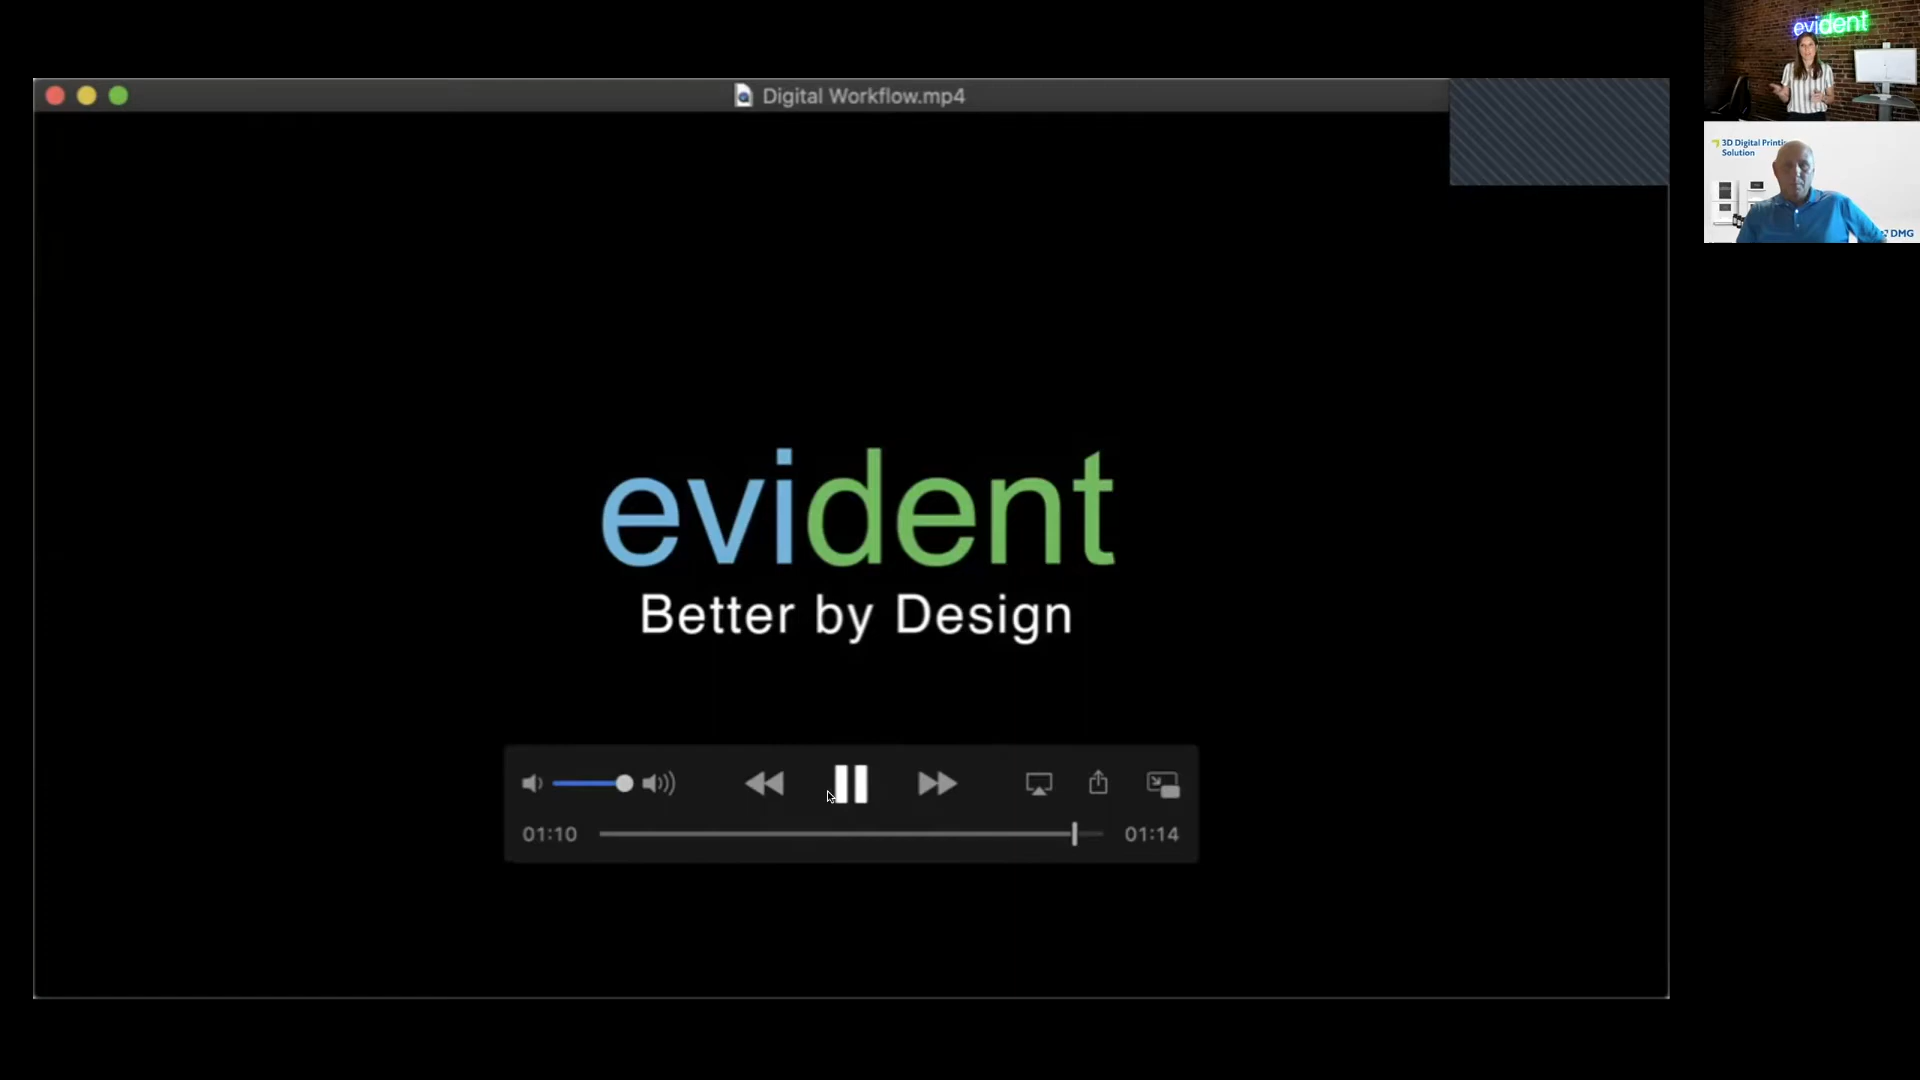 Digital Workflow.mp4
evident
Better by Design
01:10
01:14
evident
3D Digital Printi
Solution
DMG